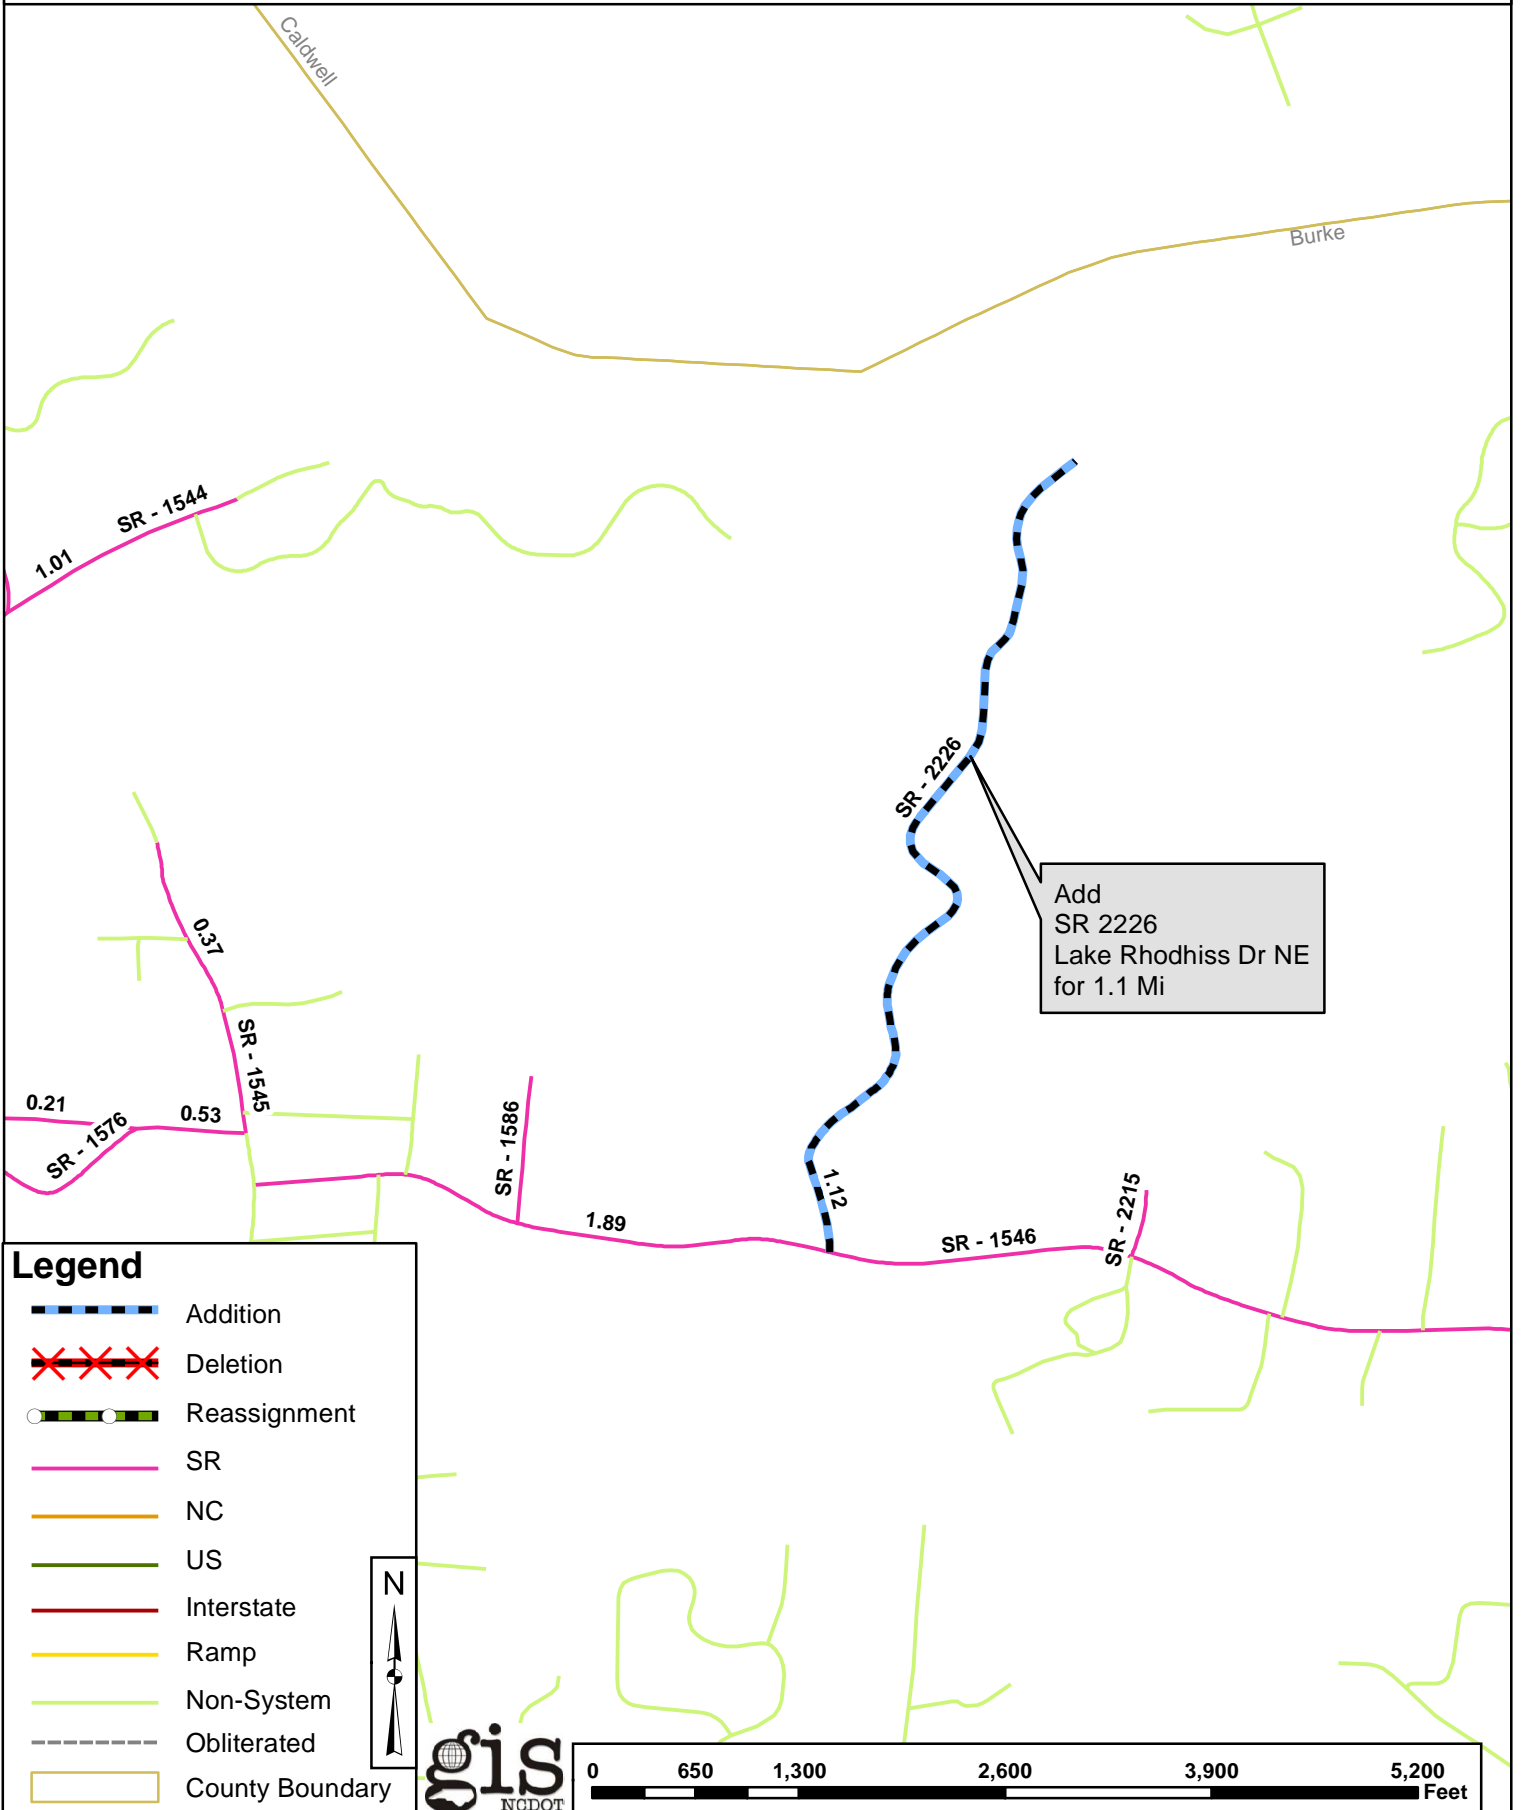 Caldwell
Burke
SR - 1544
1.01
SR - 2226
Add
SR 2226
Lake Rhodhiss Dr NE
for 1.1 Mi
0.37
SR - 1545
0.21
0.53
SR - 1576
SR - 1586
1.12
1.89
SR - 1546
SR - 2215
Legend
Addition
Deletion
Reassignment
SR
NC
US
Interstate
Ramp
Non-System
Obliterated
County Boundary
N
gis
NCDOT
0 650 1,300 2,600 3,900 5,200
Feet